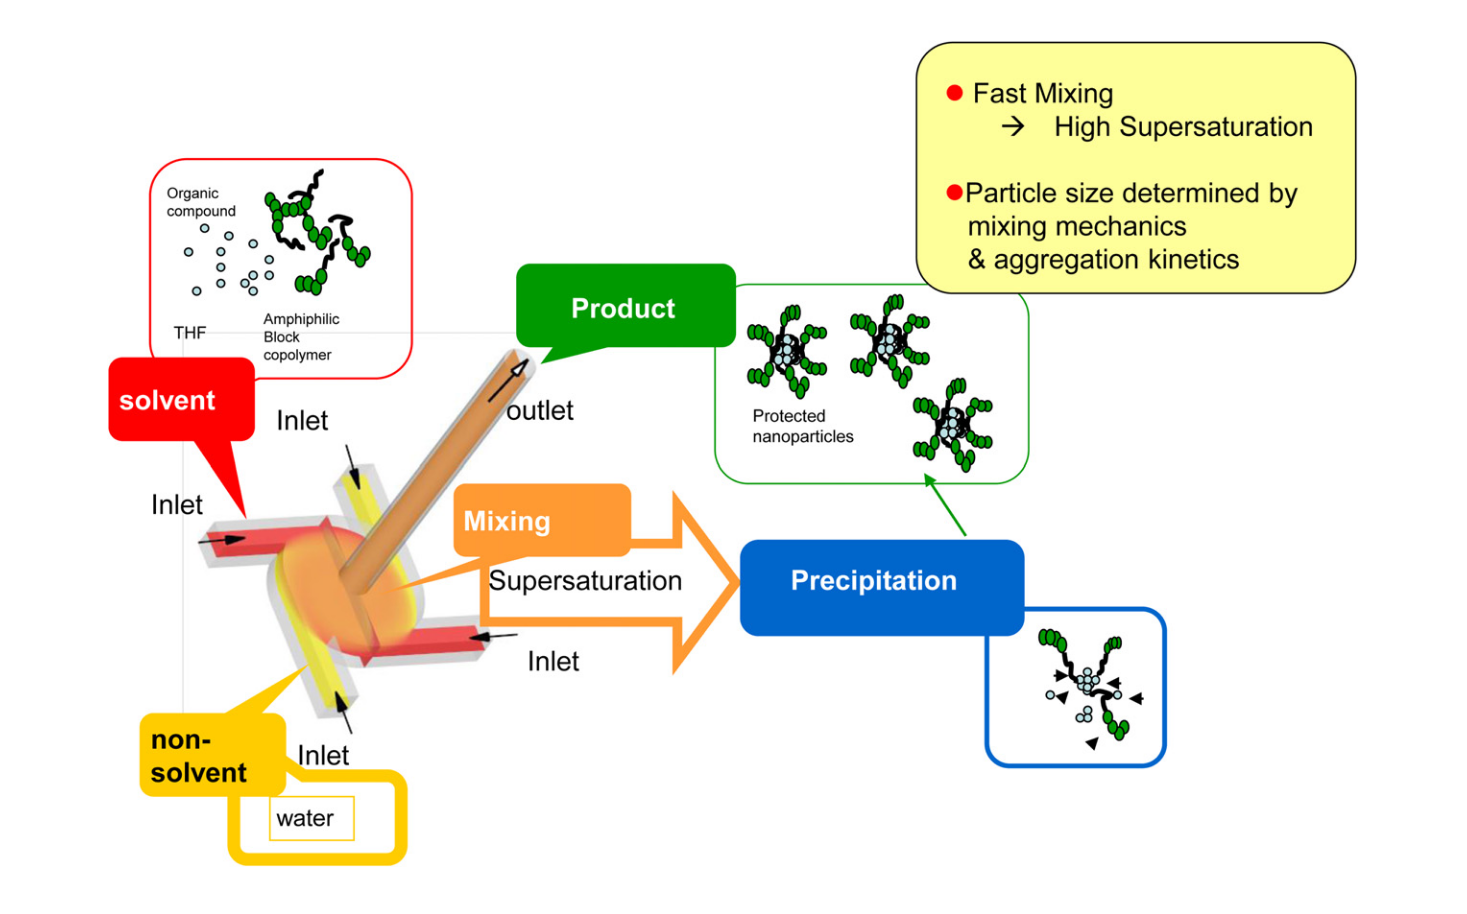 Fast Mixing
→ High Supersaturation
Particle size determined by
mixing mechanics
& aggregation kinetics
Organic
compound
THF
Amphiphilic
Block
copolymer
solvent
Product
Protected
nanoparticles
Inlet
outlet
Inlet
Mixing
Supersaturation
Precipitation
Inlet
non-
solvent
Inlet
water